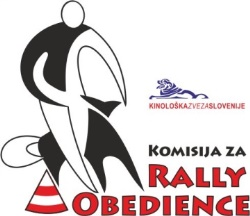 KINOLOŠKAZVEZASLOVENIJE
KOMISIJA ZA
RALLY
OBEDIENCE